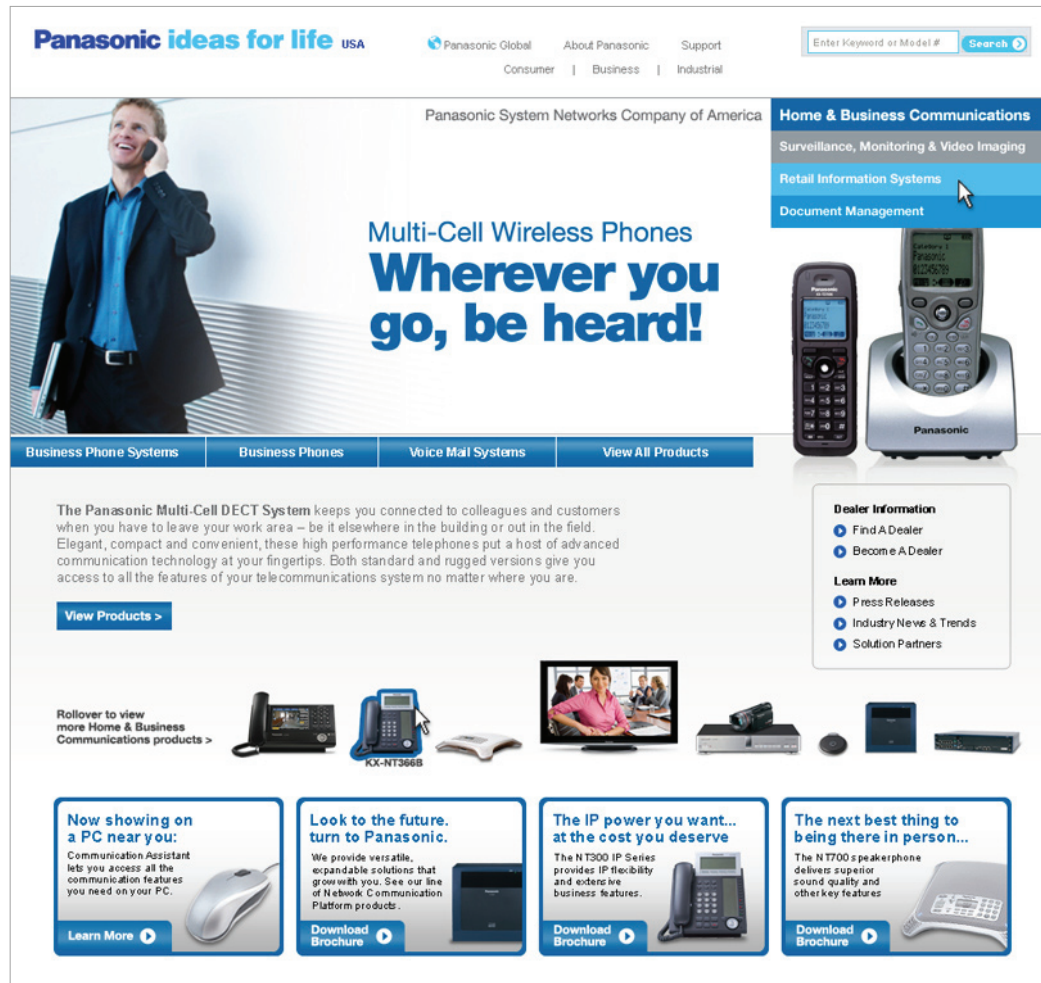 Panasonic ideas for life USA
Panasonic Global About Panasonic Support
Consumer | Business | Industrial
Enter Keyword or Model #
Search
Panasonic System Networks Company of America
Home & Business Communications
Surveillance, Monitoring & Video Imaging
Retail Information Systems
Document Management
Multi-Cell Wireless Phones
Wherever you
go, be heard!
Panasonic
0123456789
Panasonic
Panasonic
Panasonic
Business Phone Systems
Business Phones
Voice Mail Systems
View All Products
The Panasonic Multi-Cell DECT System keeps you connected to colleagues and customers
when you have to leave your work area – be it elsewhere in the building or out in the field.
Elegant, compact and convenient, these high performance telephones put a host of advanced
communication technology at your fingertips. Both standard and rugged versions give you
access to all the features of your telecommunications system no matter where you are.
View Products >
Dealer Information
Find A Dealer
Become A Dealer
Learn More
Press Releases
Industry News & Trends
Solution Partners
Rollover to view
more Home & Business
Communications products >
KX-NT366B
Now showing on
a PC near you:
Communication Assistant
lets you access all the
communication features
you need on your PC.
Learn More
Look to the future.
turn to Panasonic.
We provide versatile,
expandable solutions that
grow with you. See our line
of Network Communication
Platform products.
Download
Brochure
The IP power you want...
at the cost you deserve
The NT300 IP Series
provides IP flexibility
and extensive
business features.
Download
Brochure
The next best thing to
being there in person...
The NT700 speakerphone
delivers superior
sound quality and
other key features
Download
Brochure